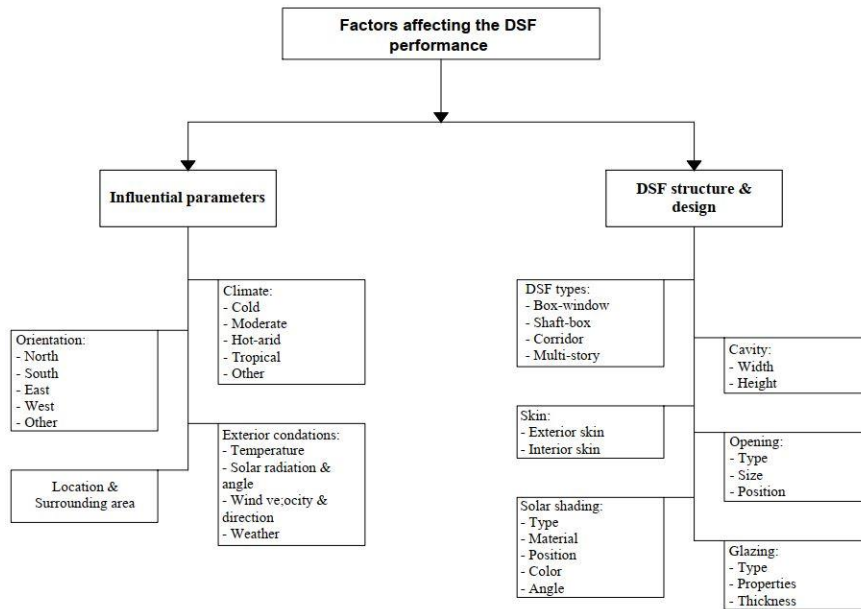 Factors affecting the DSF
performance
Influential parameters
DSF structure &
design
Climate:
- Cold
- Moderate
- Hot-arid
- Tropical
- Other
Orientation:
- North
- South
- East
- West
- Other
Exterior condations:
- Temperature
- Solar radiation &
angle
- Wind ve;ocity &
direction
- Weather
Location &
Surrounding area
DSF types:
- Box-window
- Shaft-box
- Corridor
- Multi-story
Cavity:
- Width
- Height
Skin:
- Exterior skin
- Interior skin
Opening:
- Type
- Size
- Position
Solar shading:
- Type
- Material
- Position
- Color
- Angle
Glazing:
- Type
- Properties
- Thickness